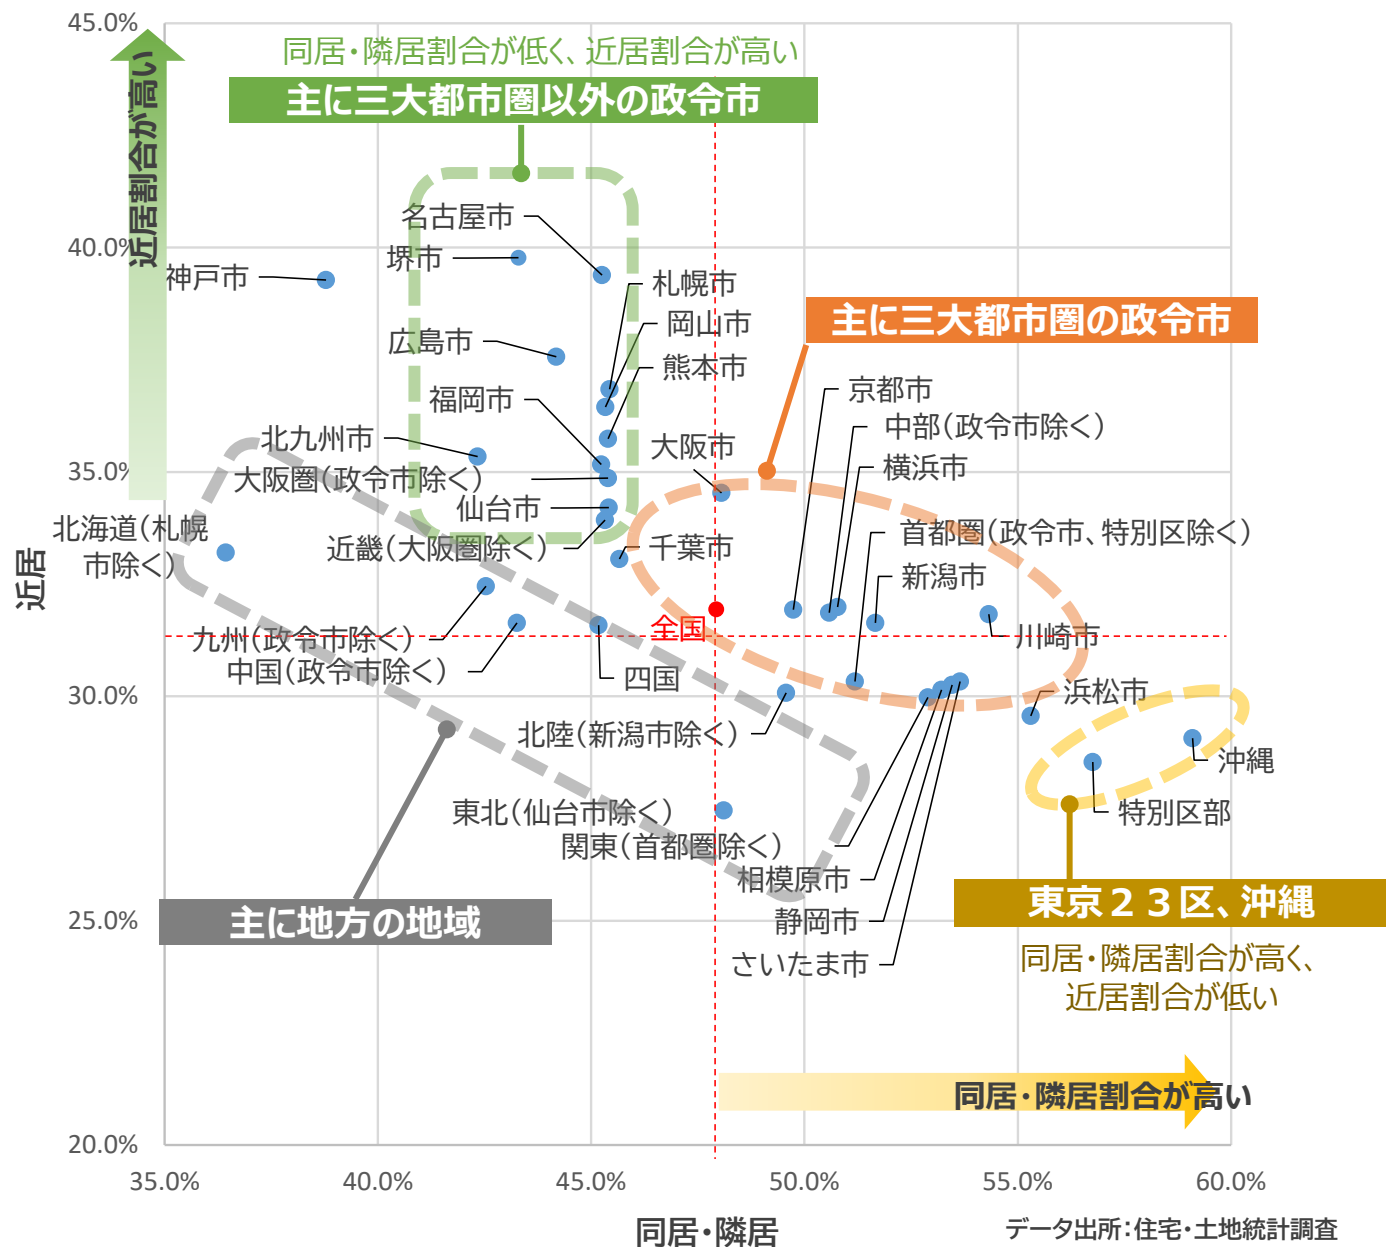 45.0%
同居・隣居割合が低く、近居割合が高い
主に三大都市圏以外の政令市
近居割合が高い
名古屋市
40.0%
堺市
神戸市
札幌市
岡山市
主に三大都市圏の政令市
広島市
熊本市
京都市
福岡市
中部(政令市除く)
北九州市
大阪市
横浜市
35.0%
大阪圏(政令市除く)
仙台市
北海道(札幌
市除く)
首都圏(政令市、特別区除く)
近畿(大阪圏除く)
千葉市
新潟市
近居
全国
九州(政令市除く)
川崎市
中国(政令市除く)
四国
30.0%
浜松市
北陸(新潟市除く)
沖縄
東北(仙台市除く)
特別区部
関東(首都圏除く)
相模原市
東京23区、沖縄
主に地方の地域
25.0%
静岡市
さいたま市
同居・隣居割合が高く、
近居割合が低い
同居・隣居割合が高い
20.0%
35.0%
40.0%
45.0%
50.0%
55.0%
60.0%
同居・隣居
データ出所:住宅・土地統計調査